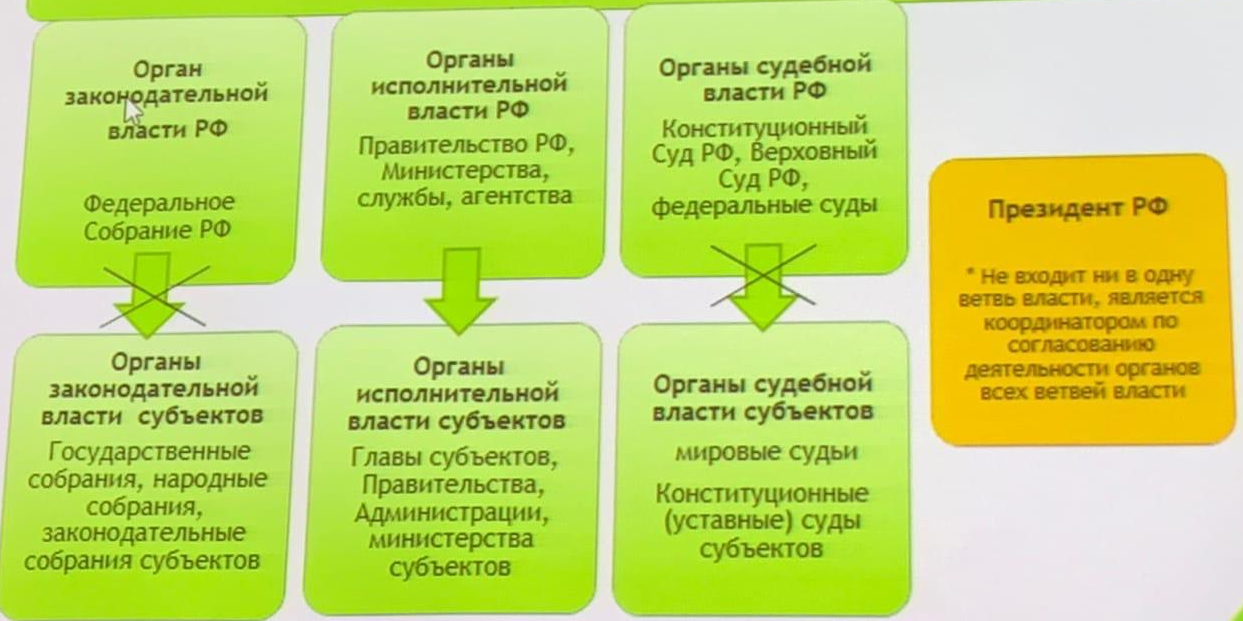 Орган
законодательной
власти РФ
Федеральное
Собрание РФ
Органы
исполнительной
власти РФ
Правительство РФ,
Министерства,
службы, агентства
Органы судебной
власти РФ
Конституционный
Суд РФ, Верховный
Суд РФ,
федеральные суды
Президент РФ
* Не входит ни в одну
ветвь власти, является
координатором по
согласованию
деятельности органов
всех ветвей власти
Органы
законодательной
власти субъектов
Государственные
собрания, народные
собрания,
законодательные
собрания субъектов
Органы
исполнительной
власти субъектов
Главы субъектов,
Правительства,
Администрации,
министерства
субъектов
Органы судебной
власти субъектов
мировые судьи
Конституционные
(уставные) суды
субъектов